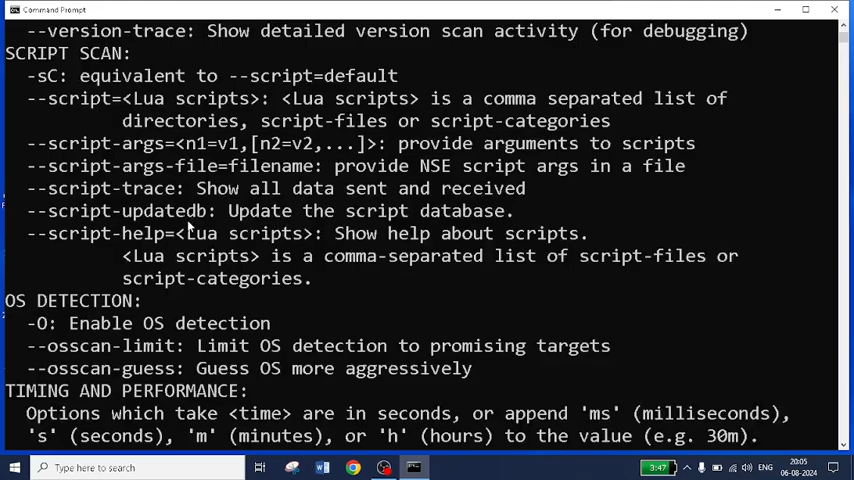 Command Prompt
--version-trace: Show detailed version scan activity (for debugging)
SCRIPT SCAN:
-sC: equivalent to --script=default
--script=<Lua scripts>: <Lua scripts> is a comma separated list of
directories, script-files or script-categories
--script-args=<n1=v1,[n2=v2,...]>: provide arguments to scripts
--script-args-file=filename: provide NSE script args in a file
--script-trace: Show all data sent and received
--script-updatedb: Update the script database.
--script-help=<Lua scripts>: Show help about scripts.
<Lua scripts> is a comma-separated list of script-files or
script-categories.
OS DETECTION:
-O: Enable OS detection
--osscan-limit: Limit OS detection to promising targets
--osscan-guess: Guess OS more aggressively
TIMING AND PERFORMANCE:
Options which take <time> are in seconds, or append 'ms' (milliseconds),
's' (seconds), 'm' (minutes), or 'h' (hours) to the value (e.g. 30m).
Type here to search
3:47
ENG
20:05
06-08-2024